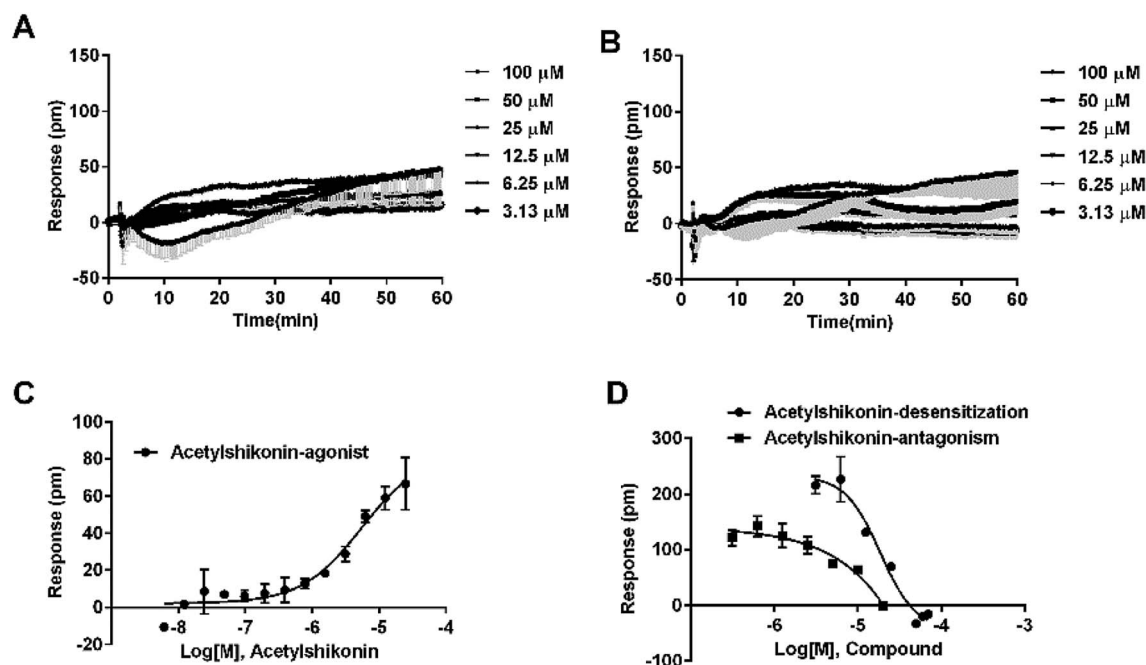 A
150
100
50
0
-50
Response (pm)
0 10 20 30 40 50 60
Time(min)
100 μM
50 μM
25 μM
12.5 μM
6.25 μM
3.13 μM
B
150
100
50
0
-50
Response (pm)
0 10 20 30 40 50 60
Time(min)
100 μM
50 μM
25 μM
12.5 μM
6.25 μM
3.13 μM
C
Acetylshikonin-agonist
100
80
60
40
20
0
-20
Response (pm)
-8 -7 -6 -5 -4
Log[M], Acetylshikonin
D
Acetylshikonin-desensitization
Acetylshikonin-antagonism
300
200
100
0
-100
Response (pm)
-6 -5 -4 -3
Log[M], Compound